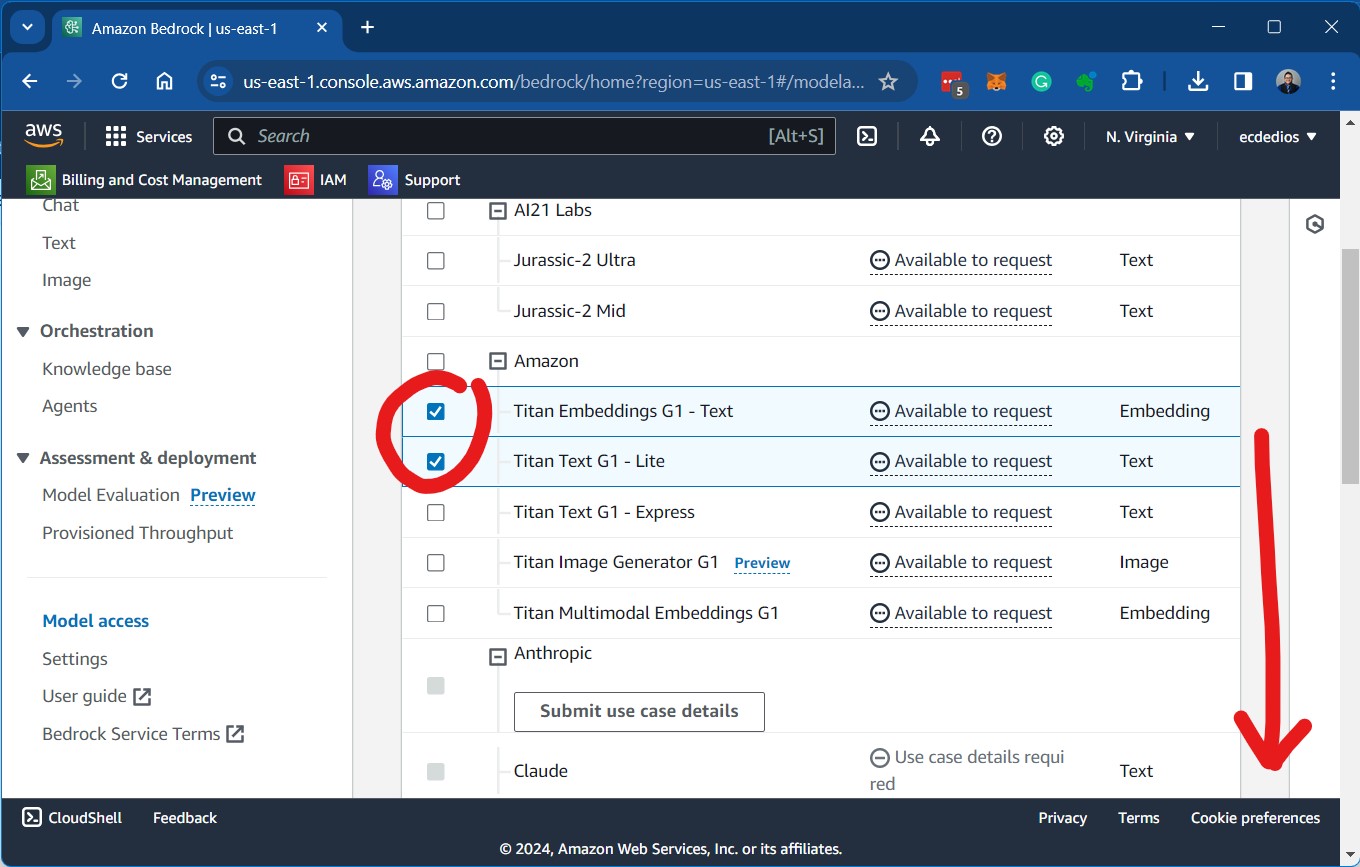 Amazon Bedrock | us-east-1
us-east-1.console.aws.amazon.com/bedrock/home?region=us-east-1#/modela...
5
aws
Services
Search
[Alt+S]
N. Virginia
ecdedios
Billing and Cost Management
IAM
Support
Chat
Text
Image
Orchestration
Knowledge base
Agents
Assessment & deployment
Model Evaluation Preview
Provisioned Throughput
Model access
Settings
User guide
Bedrock Service Terms
AI21 Labs
Jurassic-2 Ultra Available to request Text
Jurassic-2 Mid Available to request Text
Amazon
Titan Embeddings G1 - Text Available to request Embedding
Titan Text G1 - Lite Available to request Text
Titan Text G1 - Express Available to request Text
Titan Image Generator G1 Preview Available to request Image
Titan Multimodal Embeddings G1 Available to request Embedding
Anthropic
Submit use case details
Claude Use case details requi Text
red
CloudShell
Feedback
Privacy
Terms
Cookie preferences
© 2024, Amazon Web Services, Inc. or its affiliates.